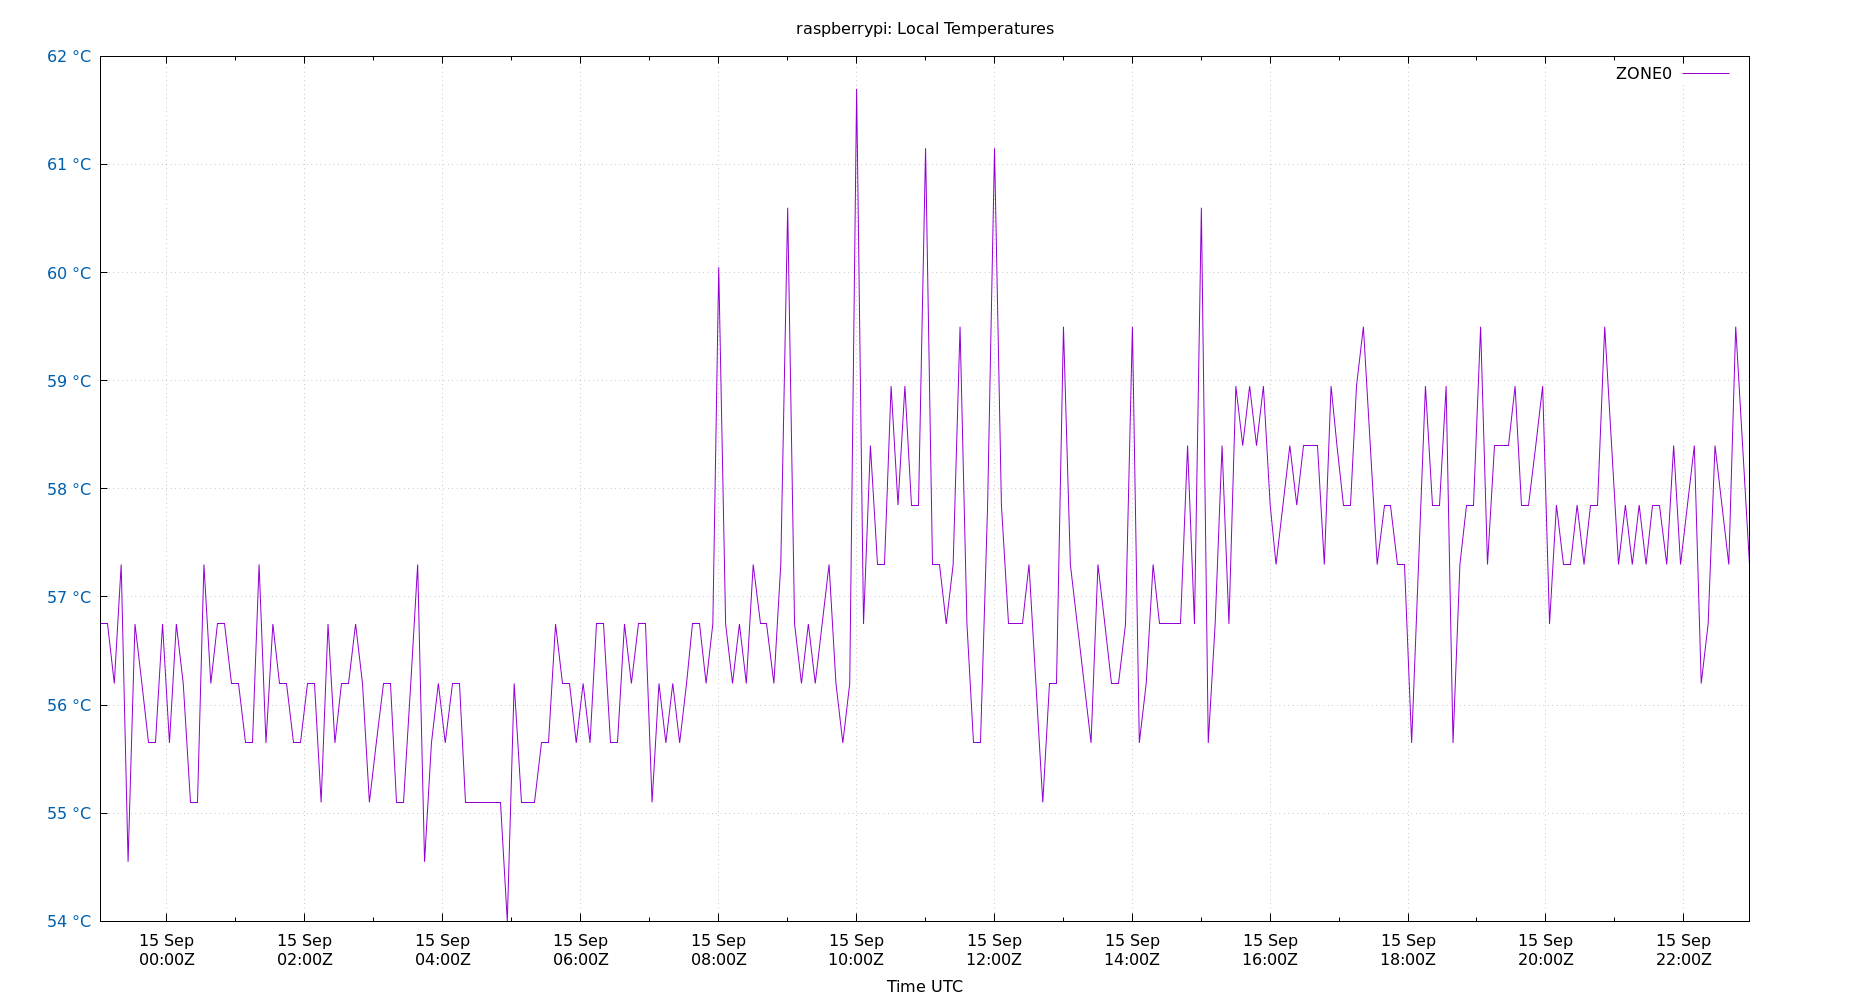 raspberrypi: Local Temperatures
62 °C
ZONE0
61 °C
60 °C
59 °C
58 °C
57 °C
56 °C
55 °C
54 °C
15 Sep 15 Sep 15 Sep 15 Sep 15 Sep 15 Sep 15 Sep 15 Sep 15 Sep 15 Sep 15 Sep 15 Sep
00:00Z 02:00Z 04:00Z 06:00Z 08:00Z 10:00Z 12:00Z 14:00Z 16:00Z 18:00Z 20:00Z 22:00Z
Time UTC